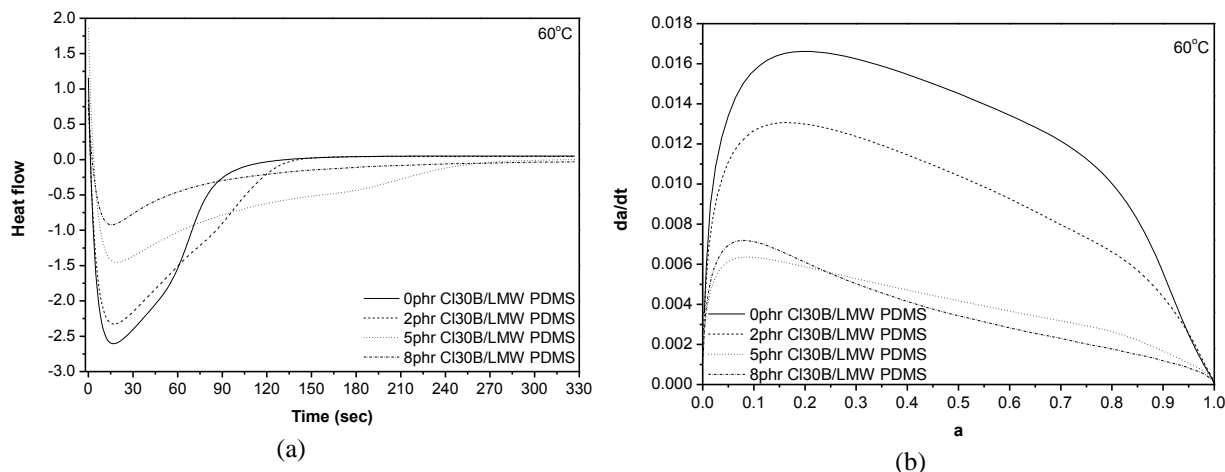 2.0
1.5
1.0
0.5
0.0
-0.5
-1.0
-1.5
-2.0
-2.5
-3.0
Heat flow
60°C
0phr Cl30B/LMW PDMS
2phr Cl30B/LMW PDMS
5phr Cl30B/LMW PDMS
8phr Cl30B/LMW PDMS
0 30 60 90 120 150 180 210 240 270 300 330
Time (sec)
(a)
0.018
0.016
0.014
0.012
0.010
0.008
0.006
0.004
0.002
0.000
da/dt
60°C
0phr Cl30B/LMW PDMS
2phr Cl30B/LMW PDMS
5phr Cl30B/LMW PDMS
8phr Cl30B/LMW PDMS
0.0 0.1 0.2 0.3 0.4 0.5 0.6 0.7 0.8 0.9 1.0
a
(b)